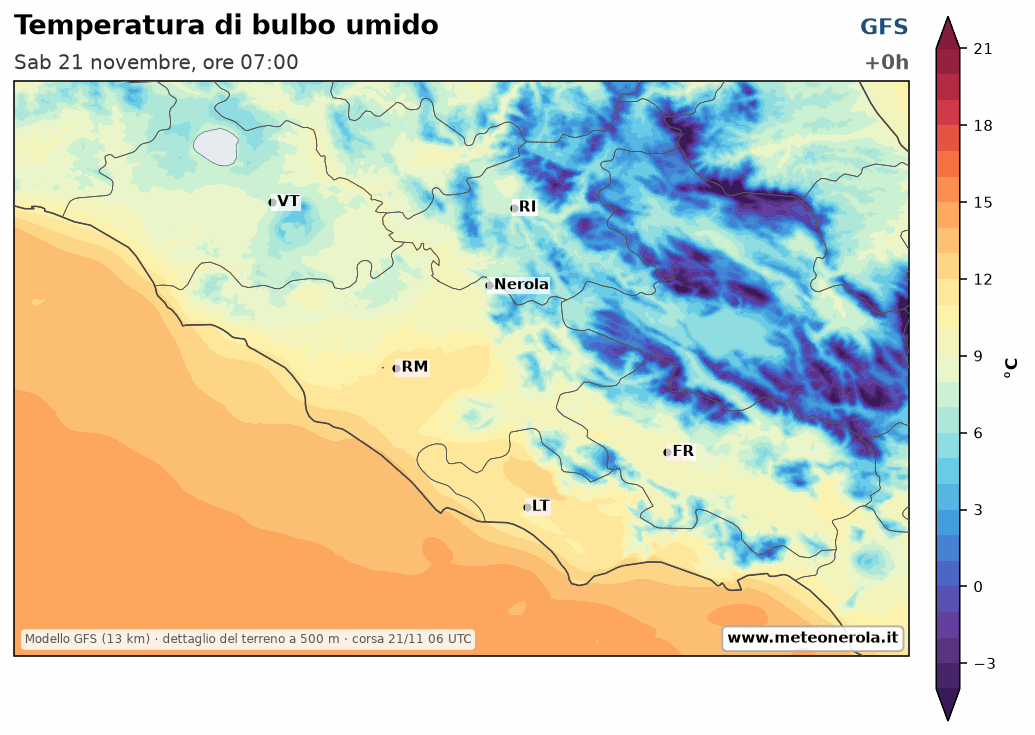 Temperatura di bulbo umido
GFS
Sab 21 novembre, ore 07:00
+0h
VT
RI
Nerola
RM
FR
LT
Modello GFS (13 km) · dettaglio del terreno a 500 m · corsa 21/11 06 UTC
www.meteonerola.it
21
18
15
12
9
6
3
0
−3
°C